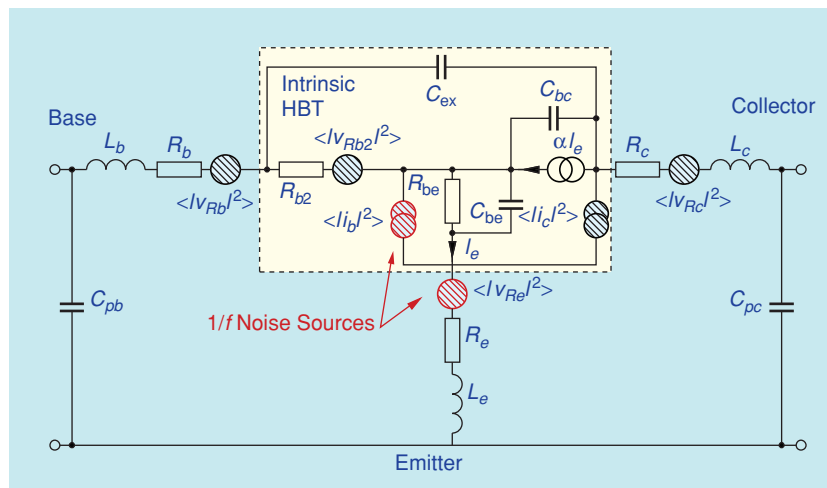 Intrinsic
HBT
C_ex
C_bc
Base
Collector
L_b
R_b
<|v_Rb2|²>
αI_e
R_c
L_c
R_b2
R_be
C_be
<|v_Rb|²>
<|i_b|²>
<|i_c|²>
<|v_Rc|²>
I_e
<|v_Re|²>
C_pb
1/f Noise Sources
R_e
C_pc
L_e
Emitter